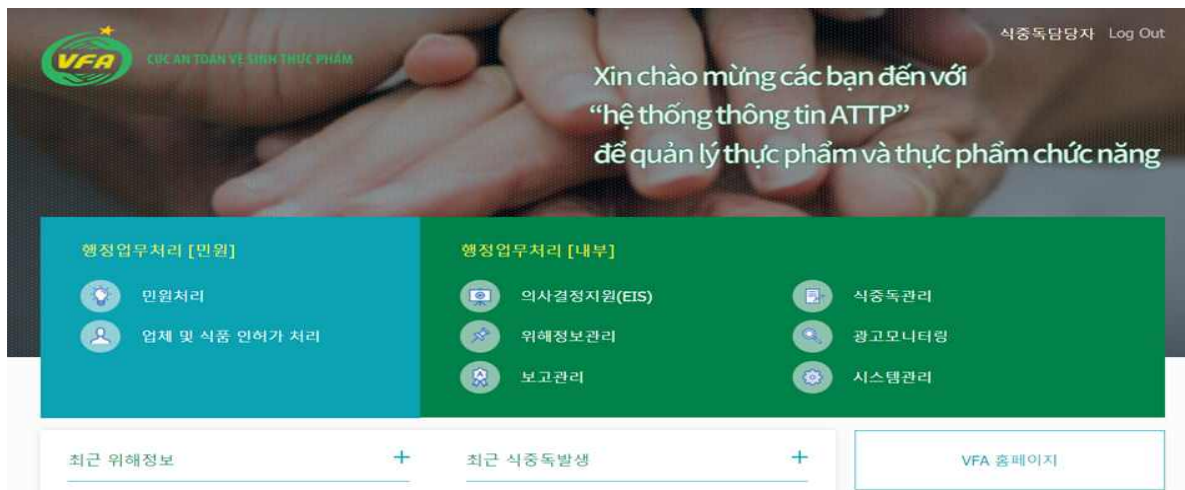 식중독담당자 Log Out
VFA
CỤC AN TOÀN VỆ SINH THỰC PHẨM
Xin chào mừng các bạn đến với
“hệ thống thông tin ATTP”
để quản lý thực phẩm và thực phẩm chức năng
행정업무처리 [민원]
민원처리
업체 및 식품 인허가 처리
행정업무처리 [내부]
의사결정지원(EIS)
식중독관리
위해정보관리
광고모니터링
보고관리
시스템관리
최근 위해정보 +
최근 식중독발생 +
VFA 홈페이지